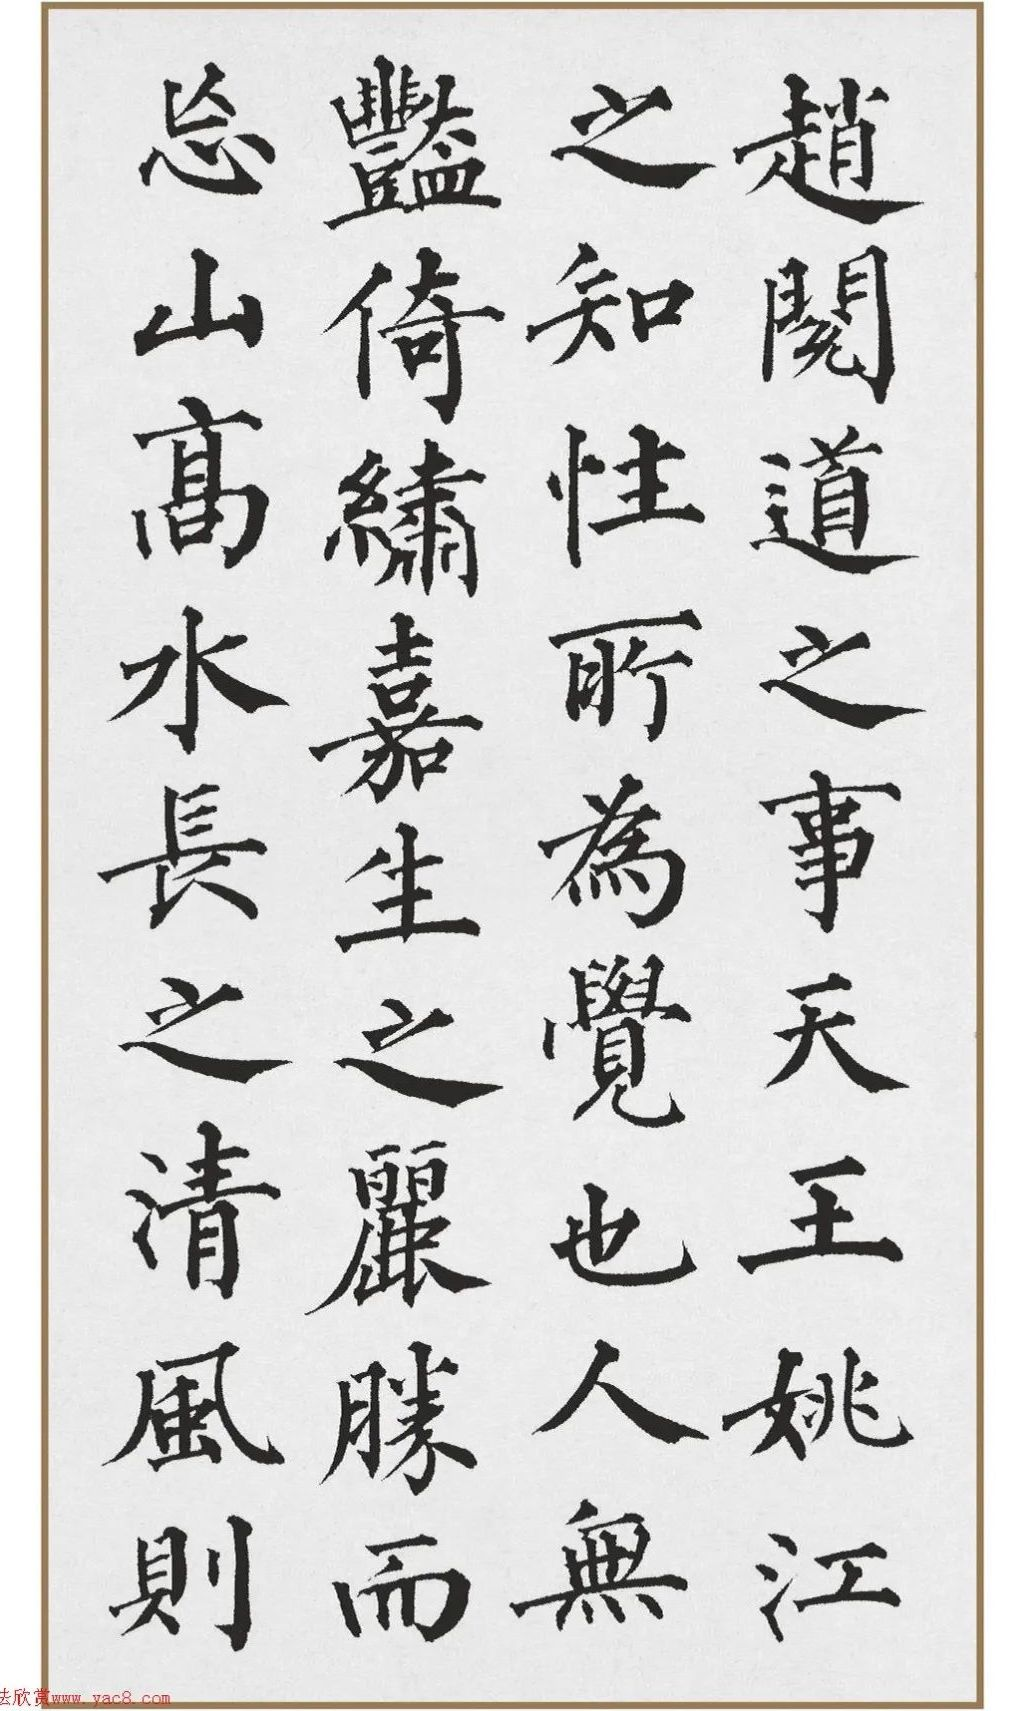 趙閱道之事天王姚江
之知性所為覺也人無
豔倚繡嘉生之麗勝而
忘山高水長之清風則
法欣赏www.yac8.com